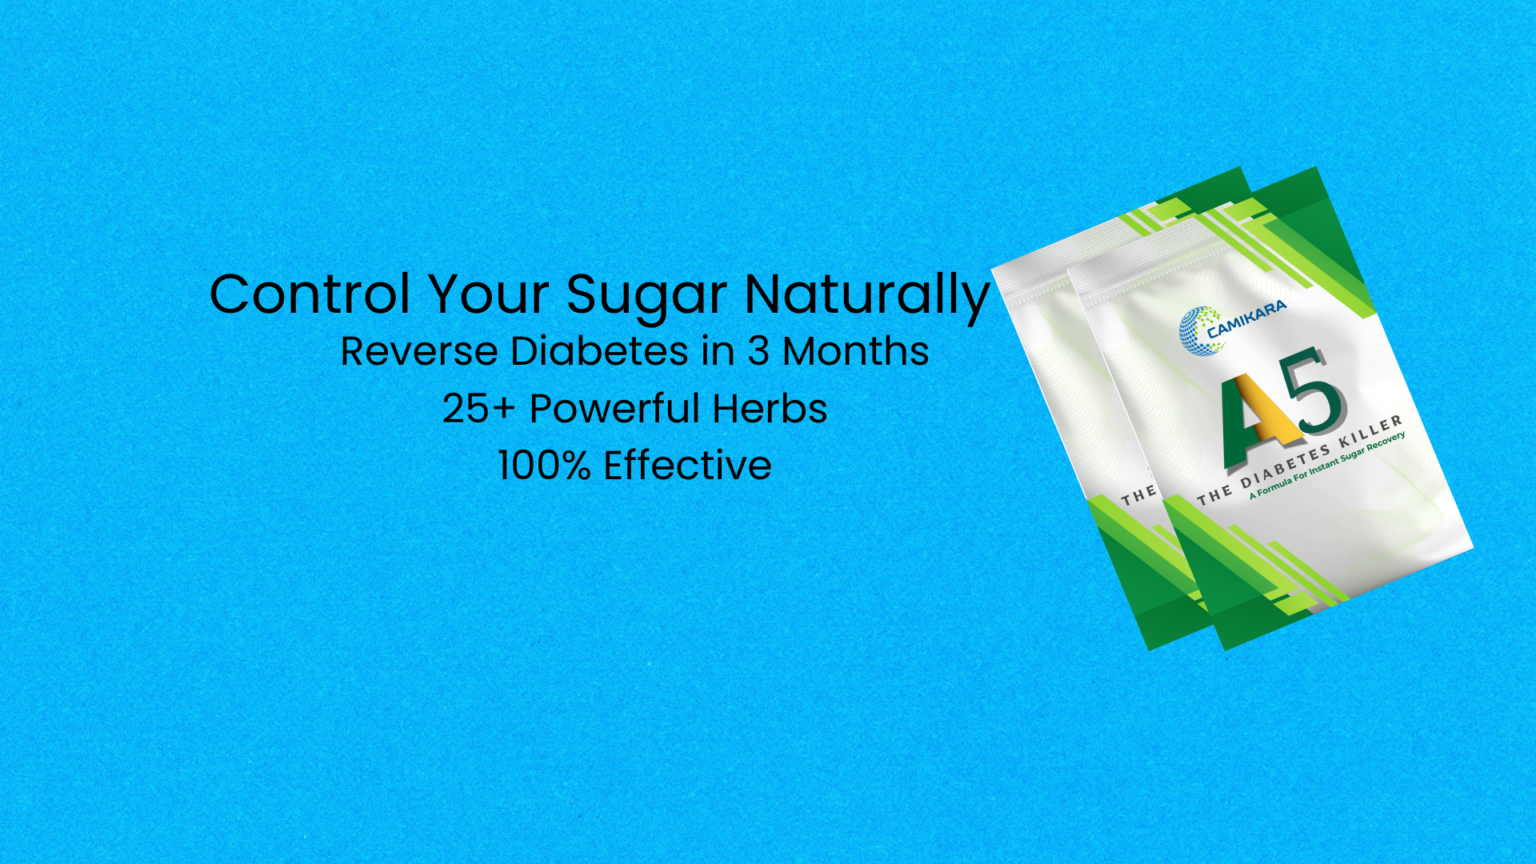 Control Your Sugar Naturally
Reverse Diabetes in 3 Months
25+ Powerful Herbs
100% Effective
CAMIKARA
A5
THE DIABETES KILLER
A Formula For Instant Sugar Recovery
THE